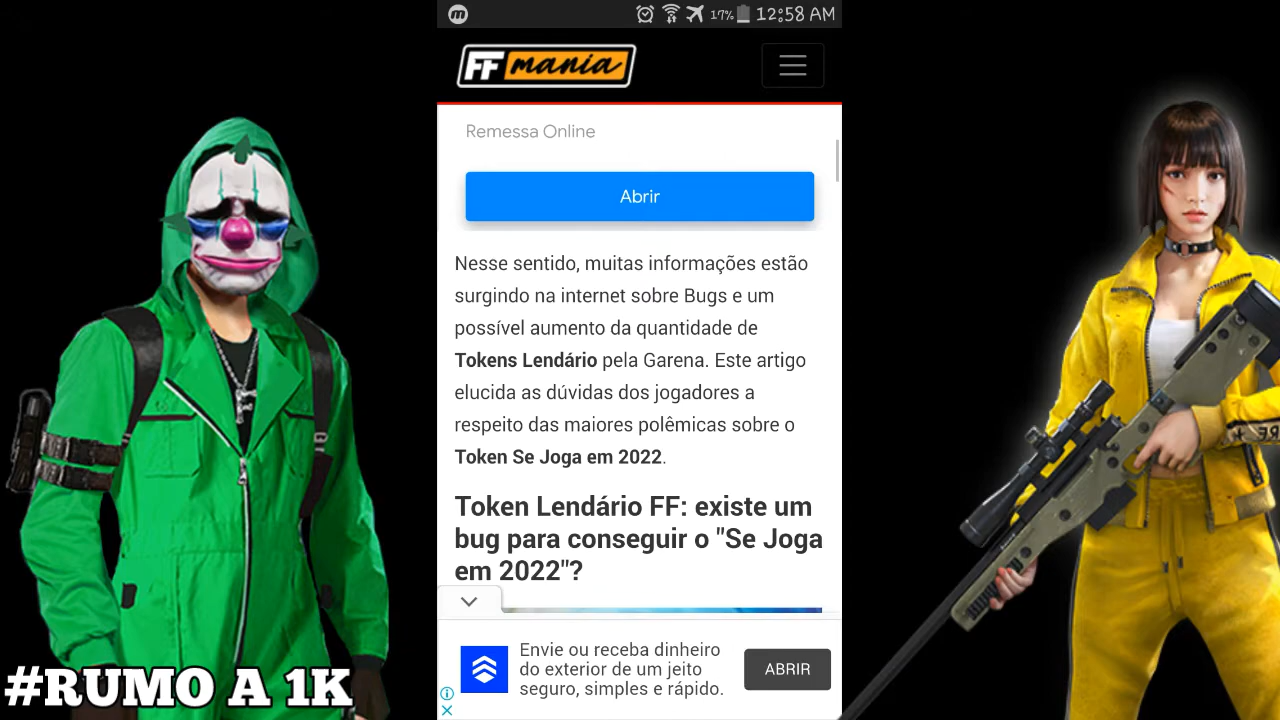 17% 12:58 AM
FF mania
Remessa Online
Abrir
Nesse sentido, muitas informações estão
surgindo na internet sobre Bugs e um
possível aumento da quantidade de
Tokens Lendário pela Garena. Este artigo
elucida as dúvidas dos jogadores a
respeito das maiores polêmicas sobre o
Token Se Joga em 2022.
Token Lendário FF: existe um
bug para conseguir o "Se Joga
em 2022"?
Envie ou receba dinheiro
do exterior de um jeito
seguro, simples e rápido.
ABRIR
#RUMO A 1K